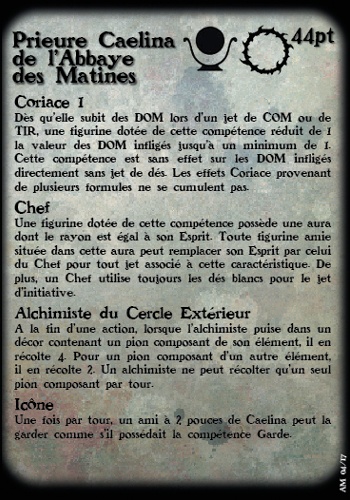 Prieure Caelina
de l'Abbaye
des Matines
44pt
Coriace 1
Dès qu'elle subit des DOM lors d'un jet de COM ou de
TIR, une figurine dotée de cette compétence réduit de 1
la valeur des DOM infligés jusqu'à un minimum de 1.
Cette compétence est sans effet sur les DOM infligés
directement sans jet de dés. Les effets Coriace provenant
de plusieurs formules ne se cumulent pas.
Chef
Une figurine dotée de cette compétence possède une aura
dont le rayon est égal à son Esprit. Toute figurine amie
située dans cette aura peut remplacer son Esprit par celui
du Chef pour tout jet associé à cette caractéristique. De
plus, un Chef utilise toujours les dés blancs pour le jet
d'initiative.
Alchimiste du Cercle Extérieur
A la fin d'une action, lorsque l'alchimiste puise dans un
décor contenant un pion composant de son élément, il en
récolte 4. Pour un pion composant d'un autre élément,
il en récolte 2. Un alchimiste ne peut récolter qu'un seul
pion composant par tour.
Icône
Une fois par tour, un ami à 2 pouces de Caelina peut la
garder comme s'il possédait la compétence Garde.
AM 04/17